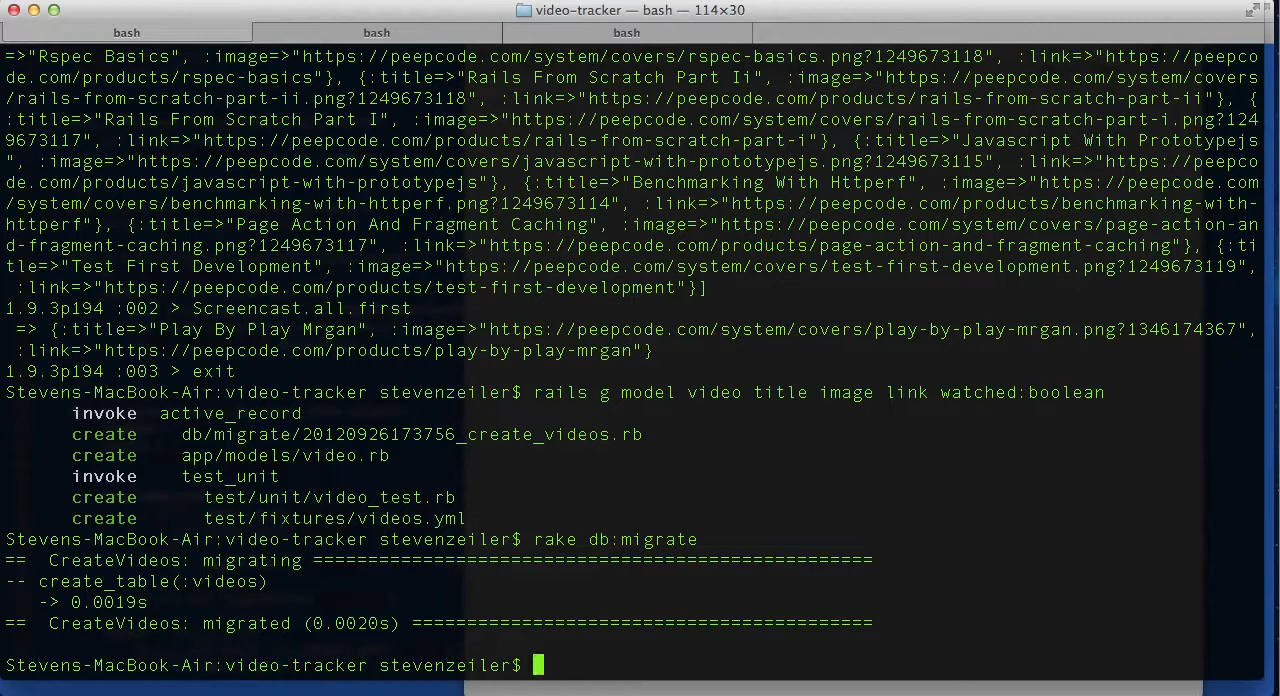 video-tracker — bash — 114×30
bash bash bash
=>"Rspec Basics", :image=>"https://peepcode.com/system/covers/rspec-basics.png?1249673118", :link=>"https://peepco
de.com/products/rspec-basics"}, {:title=>"Rails From Scratch Part Ii", :image=>"https://peepcode.com/system/covers
/rails-from-scratch-part-ii.png?1249673118", :link=>"https://peepcode.com/products/rails-from-scratch-part-ii"}, {
:title=>"Rails From Scratch Part I", :image=>"https://peepcode.com/system/covers/rails-from-scratch-part-i.png?124
9673117", :link=>"https://peepcode.com/products/rails-from-scratch-part-i"}, {:title=>"Javascript With Prototypejs
", :image=>"https://peepcode.com/system/covers/javascript-with-prototypejs.png?1249673115", :link=>"https://peepco
de.com/products/javascript-with-prototypejs"}, {:title=>"Benchmarking With Httperf", :image=>"https://peepcode.com
/system/covers/benchmarking-with-httperf.png?1249673114", :link=>"https://peepcode.com/products/benchmarking-with-
httperf"}, {:title=>"Page Action And Fragment Caching", :image=>"https://peepcode.com/system/covers/page-action-an
d-fragment-caching.png?1249673117", :link=>"https://peepcode.com/products/page-action-and-fragment-caching"}, {:ti
tle=>"Test First Development", :image=>"https://peepcode.com/system/covers/test-first-development.png?1249673119",
 :link=>"https://peepcode.com/products/test-first-development"}]
1.9.3p194 :002 > Screencast.all.first
 => {:title=>"Play By Play Mrgan", :image=>"https://peepcode.com/system/covers/play-by-play-mrgan.png?1346174367",
 :link=>"https://peepcode.com/products/play-by-play-mrgan"}
1.9.3p194 :003 > exit
Stevens-MacBook-Air:video-tracker stevenzeiler$ rails g model video title image link watched:boolean
      invoke  active_record
      create    db/migrate/20120926173756_create_videos.rb
      create    app/models/video.rb
      invoke    test_unit
      create      test/unit/video_test.rb
      create      test/fixtures/videos.yml
Stevens-MacBook-Air:video-tracker stevenzeiler$ rake db:migrate
==  CreateVideos: migrating ===================================================
-- create_table(:videos)
   -> 0.0019s
==  CreateVideos: migrated (0.0020s) ==========================================
Stevens-MacBook-Air:video-tracker stevenzeiler$